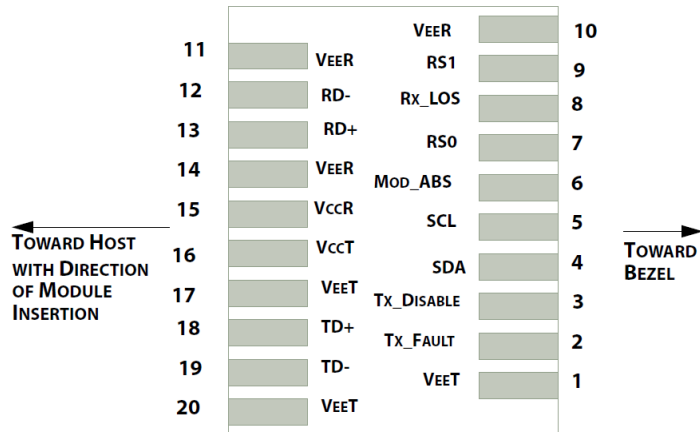 11 VEER
12 RD-
13 RD+
14 VEER
15 VCCR
16 VCCT
17 VEET
18 TD+
19 TD-
20 VEET
VEER 10
RS1 9
RX_LOS 8
RS0 7
MOD_ABS 6
SCL 5
SDA 4
TX_DISABLE 3
TX_FAULT 2
VEET 1
TOWARD HOST
WITH DIRECTION
OF MODULE
INSERTION
TOWARD
BEZEL